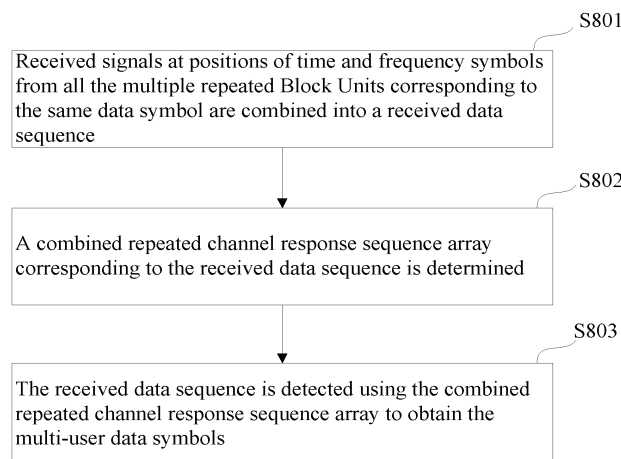 S801
Received signals at positions of time and frequency symbols
from all the multiple repeated Block Units corresponding to
the same data symbol are combined into a received data
sequence
S802
A combined repeated channel response sequence array
corresponding to the received data sequence is determined
S803
The received data sequence is detected using the combined
repeated channel response sequence array to obtain the
multi-user data symbols